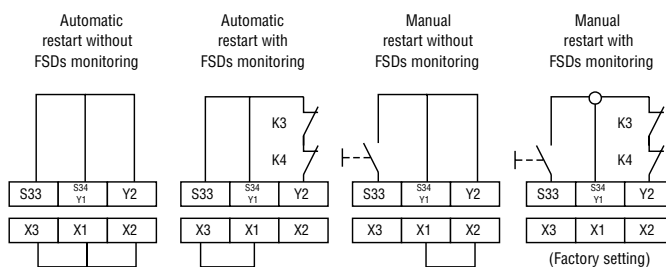 Automatic
restart without
FSDs monitoring
Automatic
restart with
FSDs monitoring
Manual
restart without
FSDs monitoring
Manual
restart with
FSDs monitoring
K3
K4
K3
K4
S33 S34 Y1 Y2
S33 S34 Y1 Y2
S33 S34 Y1 Y2
S33 S34 Y1 Y2
X3 X1 X2
X3 X1 X2
X3 X1 X2
X3 X1 X2
(Factory setting)